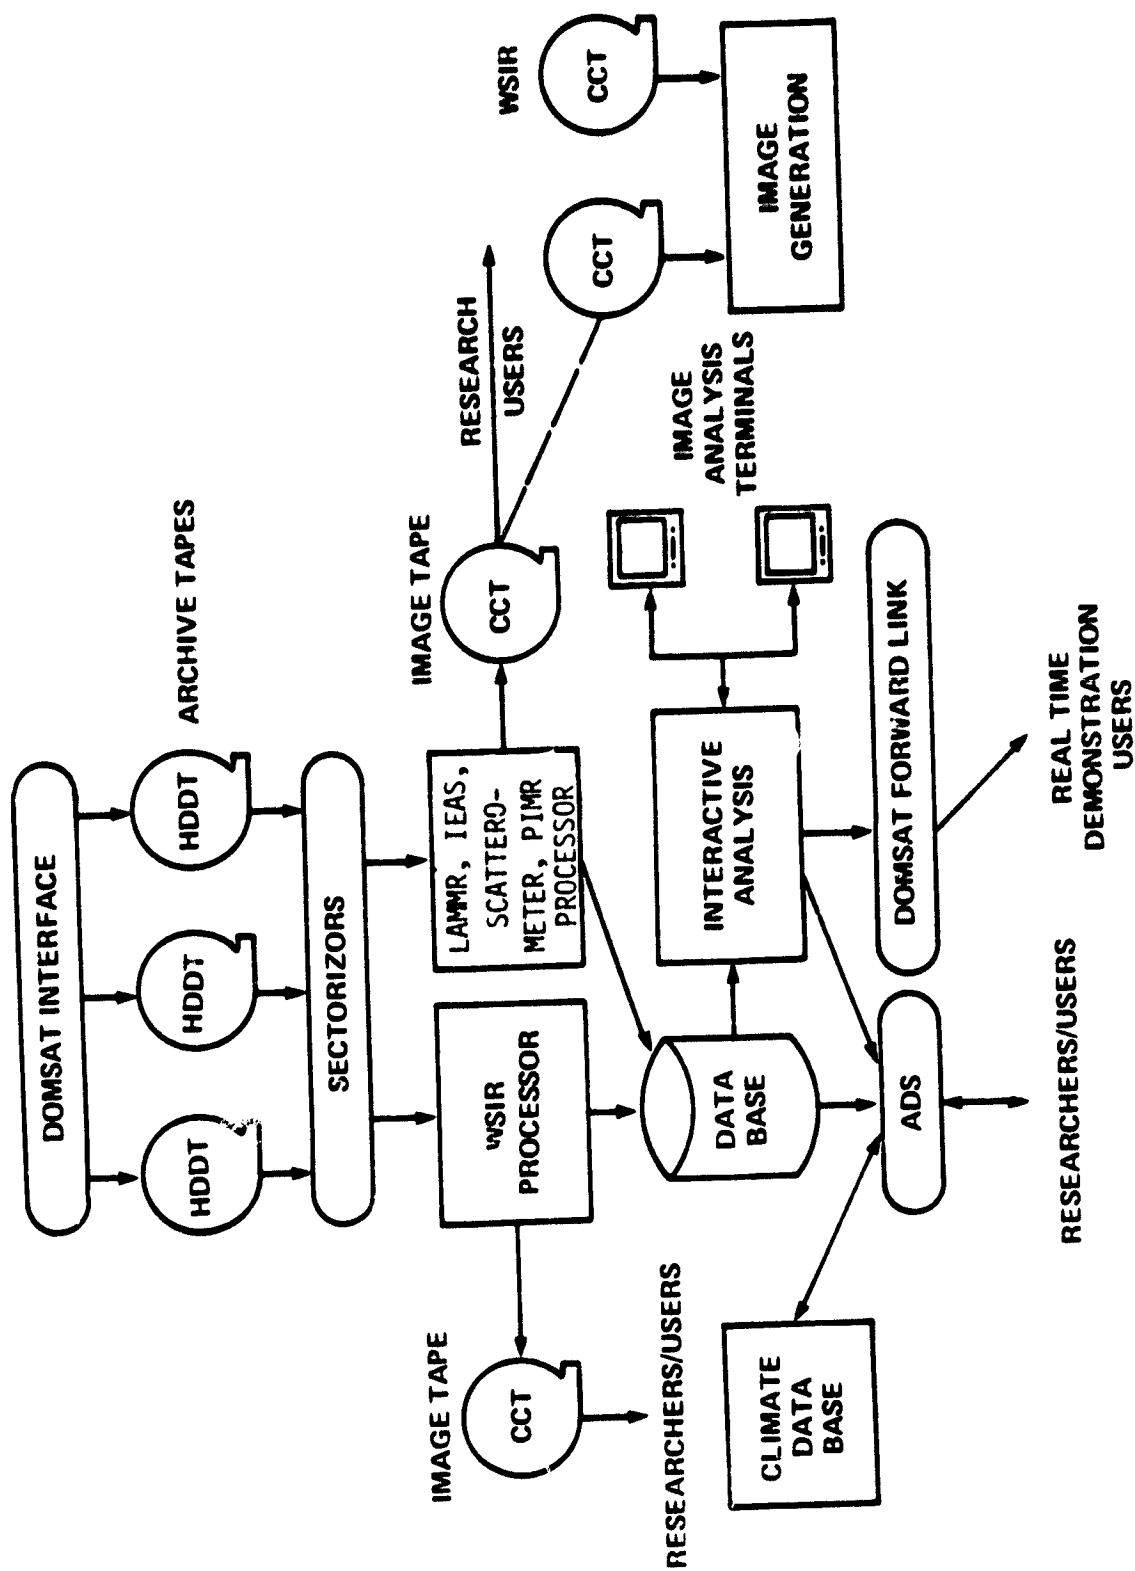 DOMSAT INTERFACE
HDDT
HDDT
HDDT
ARCHIVE TAPES
SECTORIZORS
IMAGE TAPE
CCT
RESEARCHERS/USERS
WSIR
PROCESSOR
LAMMR, IEAS,
SCATTERO-
METER, PIMR
PROCESSOR
IMAGE TAPE
CCT
RESEARCH
USERS
WSIR
CCT
CCT
IMAGE
GENERATION
DATA
BASE
INTERACTIVE
ANALYSIS
IMAGE
ANALYSIS
TERMINALS
CLIMATE
DATA
BASE
ADS
DOMSAT FORWARD LINK
RESEARCHERS/USERS
REAL TIME
DEMONSTRATION
USERS